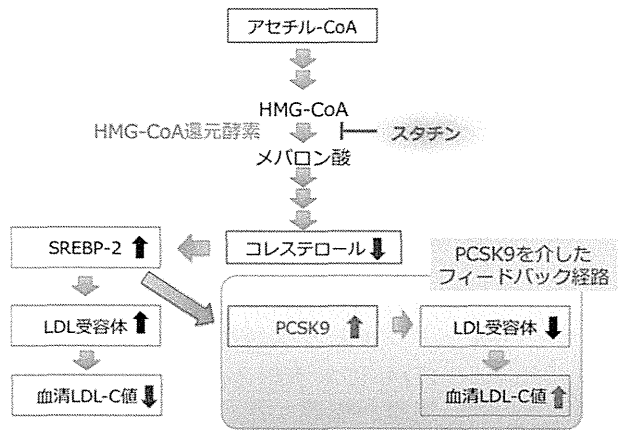 アセチル-CoA
HMG-CoA
HMG-CoA還元酵素
スタチン
メバロン酸
SREBP-2
コレステロール
PCSK9を介した
フィードバック経路
LDL受容体
PCSK9
LDL受容体
血清LDL-C値
血清LDL-C値